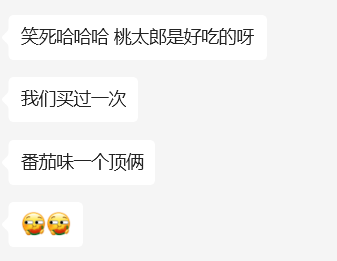 笑死哈哈哈 桃太郎是好吃的呀
我们买过一次
番茄味一个顶俩